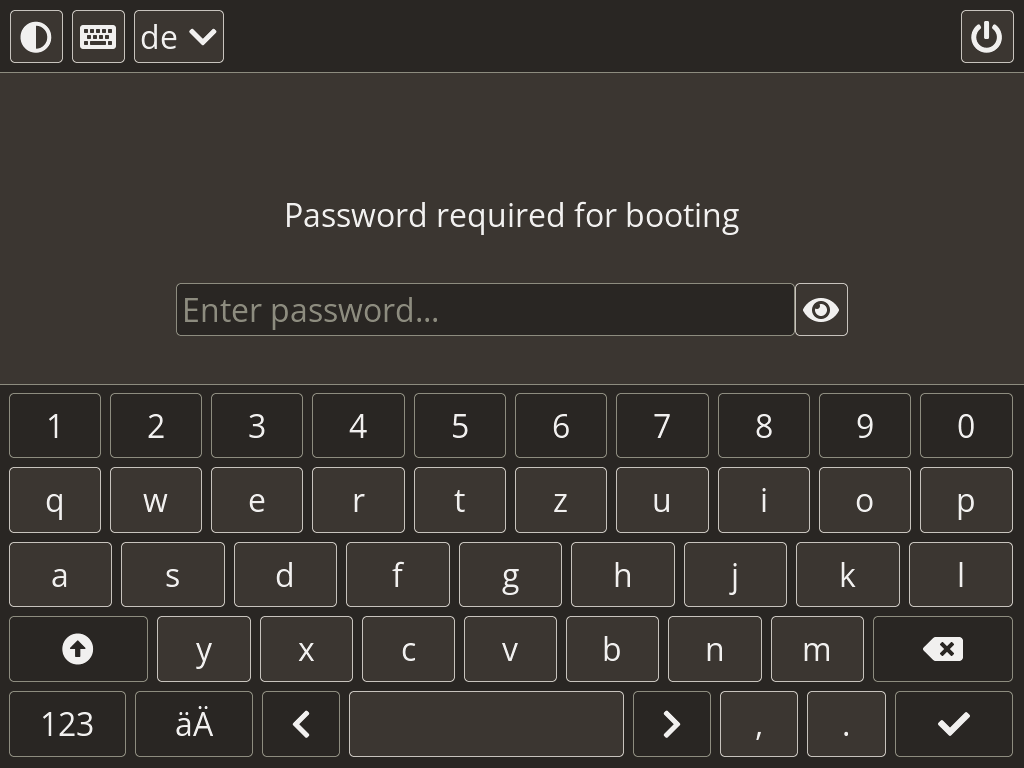 de
Password required for booting
Enter password...
1 2 3 4 5 6 7 8 9 0
q w e r t z u i o p
a s d f g h j k l
y x c v b n m
123 äÄ , .